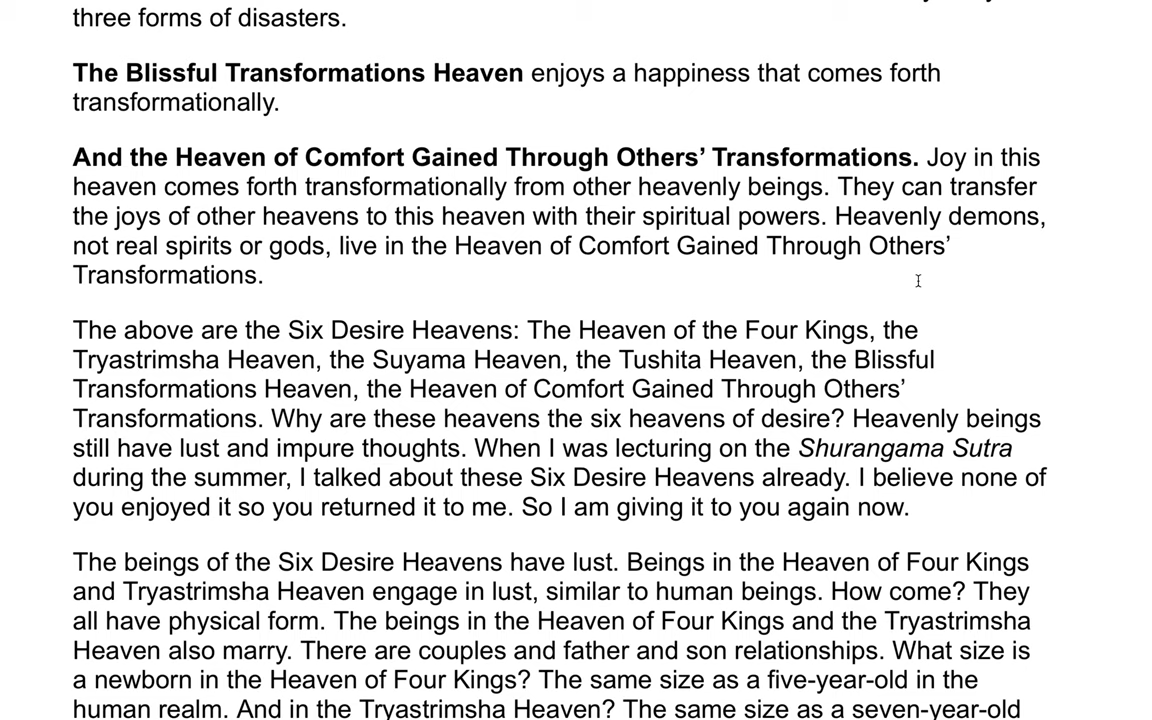 three forms of disasters.
The Blissful Transformations Heaven enjoys a happiness that comes forth
transformationally.
And the Heaven of Comfort Gained Through Others’ Transformations. Joy in this
heaven comes forth transformationally from other heavenly beings. They can transfer
the joys of other heavens to this heaven with their spiritual powers. Heavenly demons,
not real spirits or gods, live in the Heaven of Comfort Gained Through Others’
Transformations.
The above are the Six Desire Heavens: The Heaven of the Four Kings, the
Tryastrimsha Heaven, the Suyama Heaven, the Tushita Heaven, the Blissful
Transformations Heaven, the Heaven of Comfort Gained Through Others’
Transformations. Why are these heavens the six heavens of desire? Heavenly beings
still have lust and impure thoughts. When I was lecturing on the Shurangama Sutra
during the summer, I talked about these Six Desire Heavens already. I believe none of
you enjoyed it so you returned it to me. So I am giving it to you again now.
The beings of the Six Desire Heavens have lust. Beings in the Heaven of Four Kings
and Tryastrimsha Heaven engage in lust, similar to human beings. How come? They
all have physical form. The beings in the Heaven of Four Kings and the Tryastrimsha
Heaven also marry. There are couples and father and son relationships. What size is
a newborn in the Heaven of Four Kings? The same size as a five-year-old in the
human realm. And in the Tryastrimsha Heaven? The same size as a seven-year-old